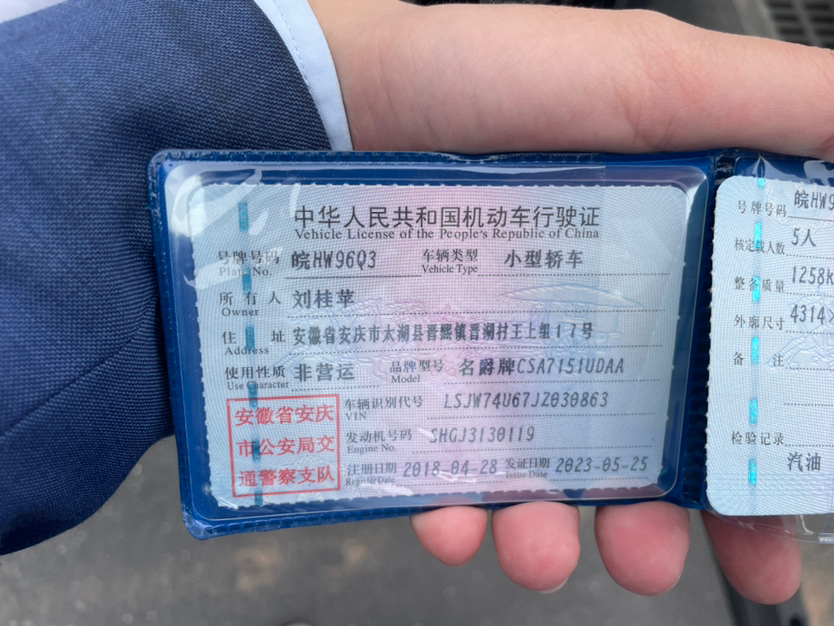 中华人民共和国机动车行驶证
Vehicle License of the People's Republic of China
号牌号码 皖HW96Q3 车辆类型 小型轿车
Plate No. Vehicle Type
所有人 刘桂苹
Owner
住址 安徽省安庆市太湖县晋熙镇晋湖村王上组17号
Address
使用性质 非营运 品牌型号 名爵牌CSA7151UDAA
Use Character Model
安徽省安庆
市公安局交
通警察支队
车辆识别代号 LSJW74U67JZ030863
VIN
发动机号码 SHGJ3130119
Engine No.
注册日期 2018-04-28 发证日期 2023-05-25
Register Date Issue Date
号牌号码 皖HW9
核定载人数 5人
整备质量 1258k
外廓尺寸 4314×
备注
检验记录
汽油